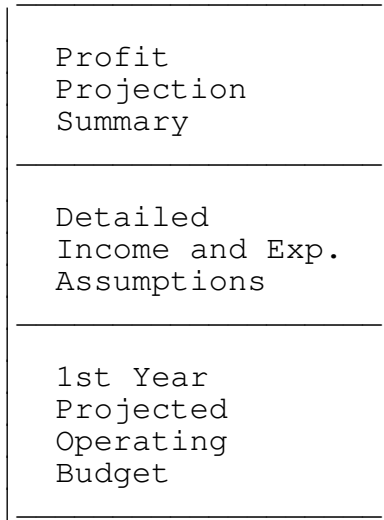 Profit
Projection
Summary
Detailed
Income and Exp.
Assumptions
1st Year
Projected
Operating
Budget